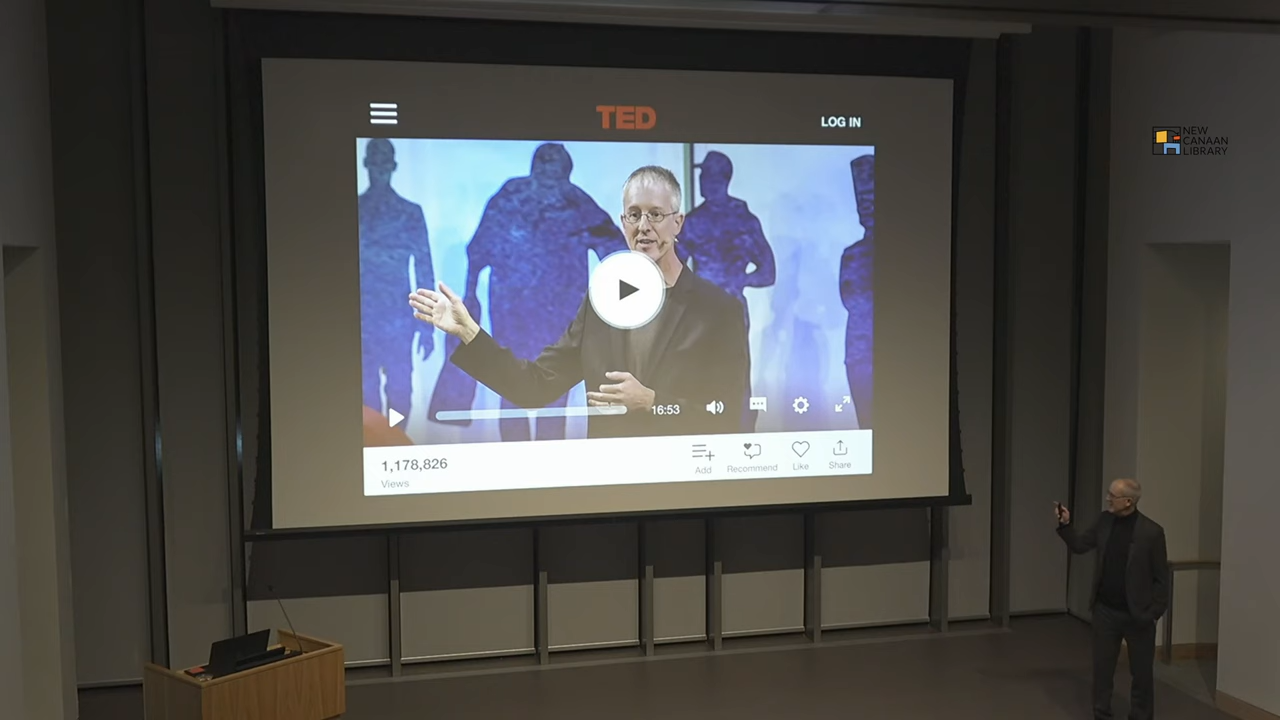 TED
LOG IN
NEW
CANAAN
LIBRARY
16:53
1,178,826
Views
Add
Recommend
Like
Share